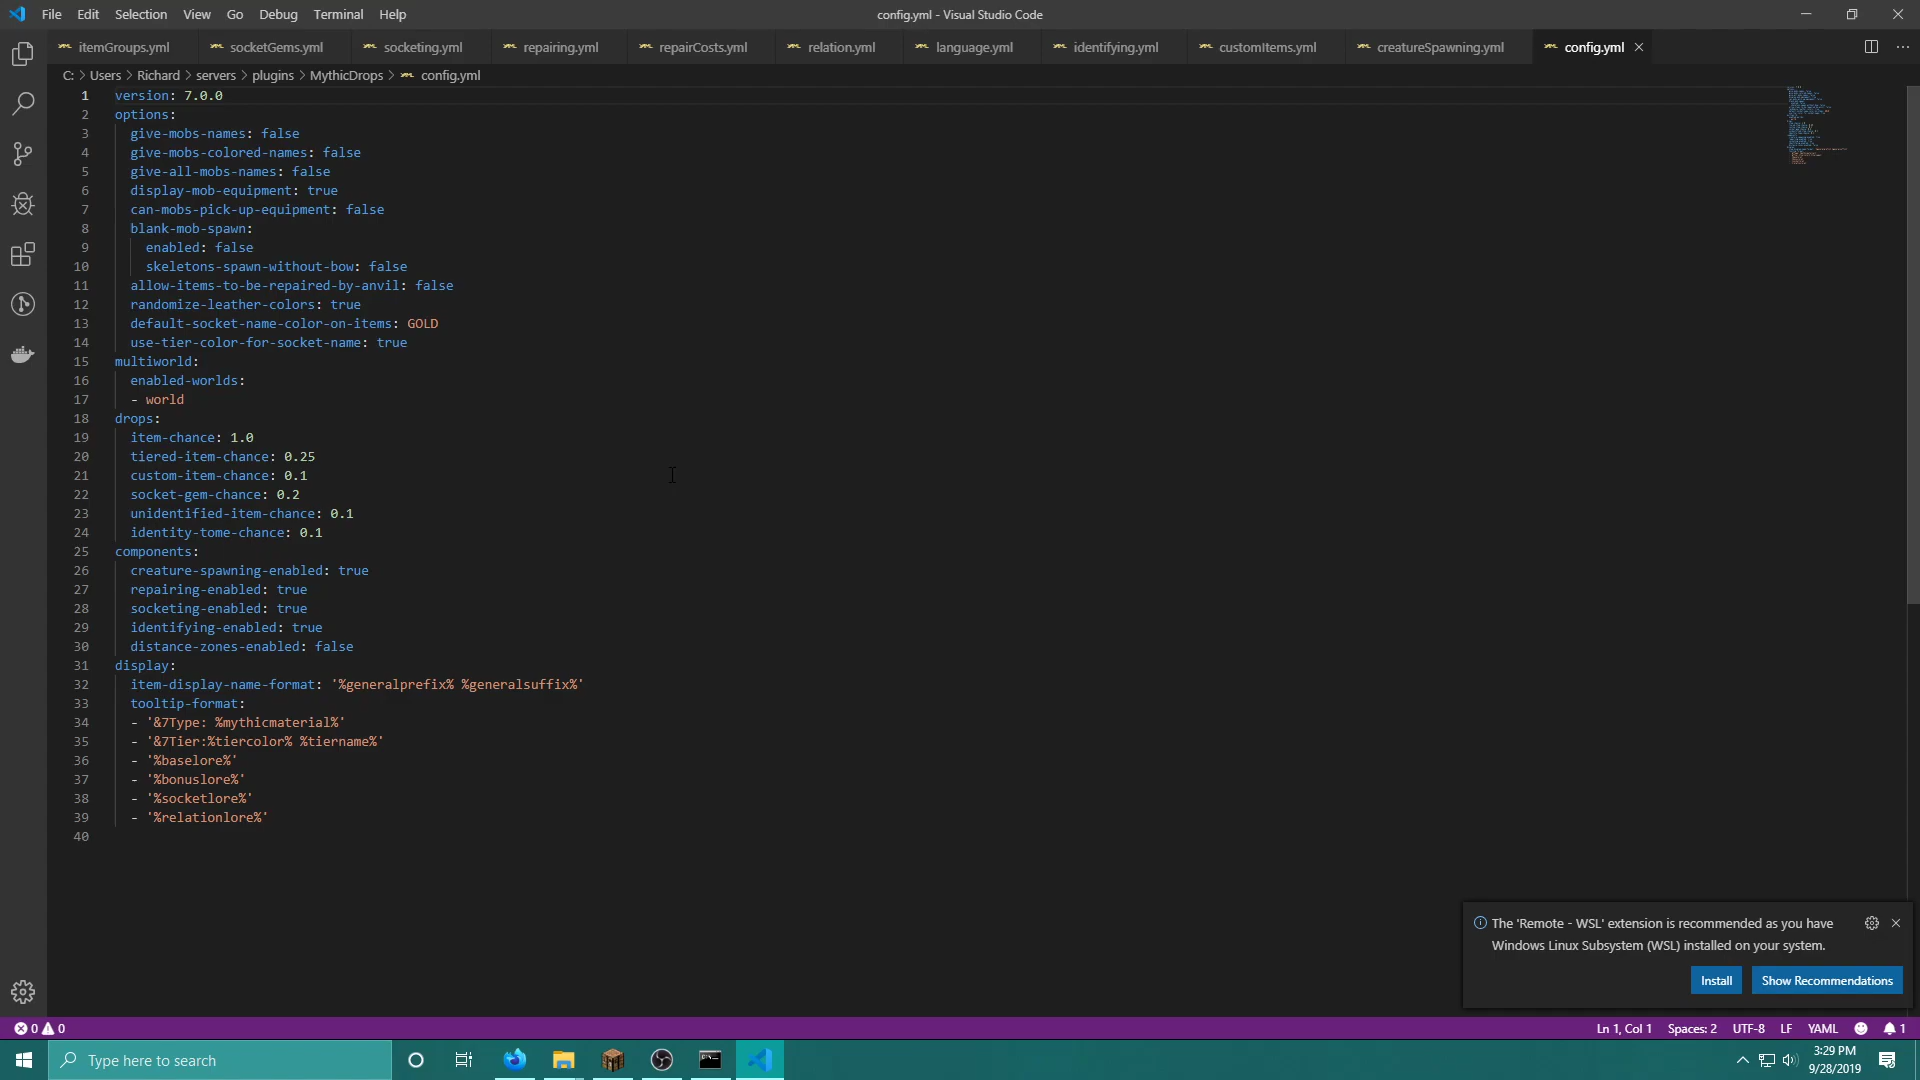 File Edit Selection View Go Debug Terminal Help
config.yml - Visual Studio Code
itemGroups.yml socketGems.yml socketing.yml repairing.yml repairCosts.yml relation.yml language.yml identifying.yml customItems.yml creatureSpawning.yml config.yml
C: > Users > Richard > servers > plugins > MythicDrops > config.yml
1 version: 7.0.0
2 options:
3 give-mobs-names: false
4 give-mobs-colored-names: false
5 give-all-mobs-names: false
6 display-mob-equipment: true
7 can-mobs-pick-up-equipment: false
8 blank-mob-spawn:
9 enabled: false
10 skeletons-spawn-without-bow: false
11 allow-items-to-be-repaired-by-anvil: false
12 randomize-leather-colors: true
13 default-socket-name-color-on-items: GOLD
14 use-tier-color-for-socket-name: true
15 multiworld:
16 enabled-worlds:
17 - world
18 drops:
19 item-chance: 1.0
20 tiered-item-chance: 0.25
21 custom-item-chance: 0.1
22 socket-gem-chance: 0.2
23 unidentified-item-chance: 0.1
24 identity-tome-chance: 0.1
25 components:
26 creature-spawning-enabled: true
27 repairing-enabled: true
28 socketing-enabled: true
29 identifying-enabled: true
30 distance-zones-enabled: false
31 display:
32 item-display-name-format: '%generalprefix% %generalsuffix%'
33 tooltip-format:
34 - '&7Type: %mythicmaterial%'
35 - '&7Tier:%tiercolor% %tiername%'
36 - '%baselore%'
37 - '%bonuslore%'
38 - '%socketlore%'
39 - '%relationlore%'
40
The 'Remote - WSL' extension is recommended as you have
Windows Linux Subsystem (WSL) installed on your system.
Install Show Recommendations
0 0
Ln 1, Col 1 Spaces: 2 UTF-8 LF YAML 1
Type here to search
3:29 PM
9/28/2019